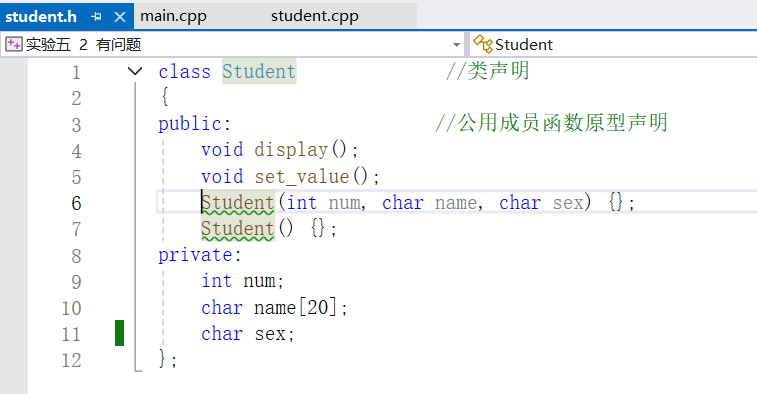 student.h main.cpp student.cpp
实验五 2 有问题 Student
1 class Student //类声明
2 {
3 public: //公用成员函数原型声明
4 void display();
5 void set_value();
6 Student(int num, char name, char sex) {};
7 Student() {};
8 private:
9 int num;
10 char name[20];
11 char sex;
12 };